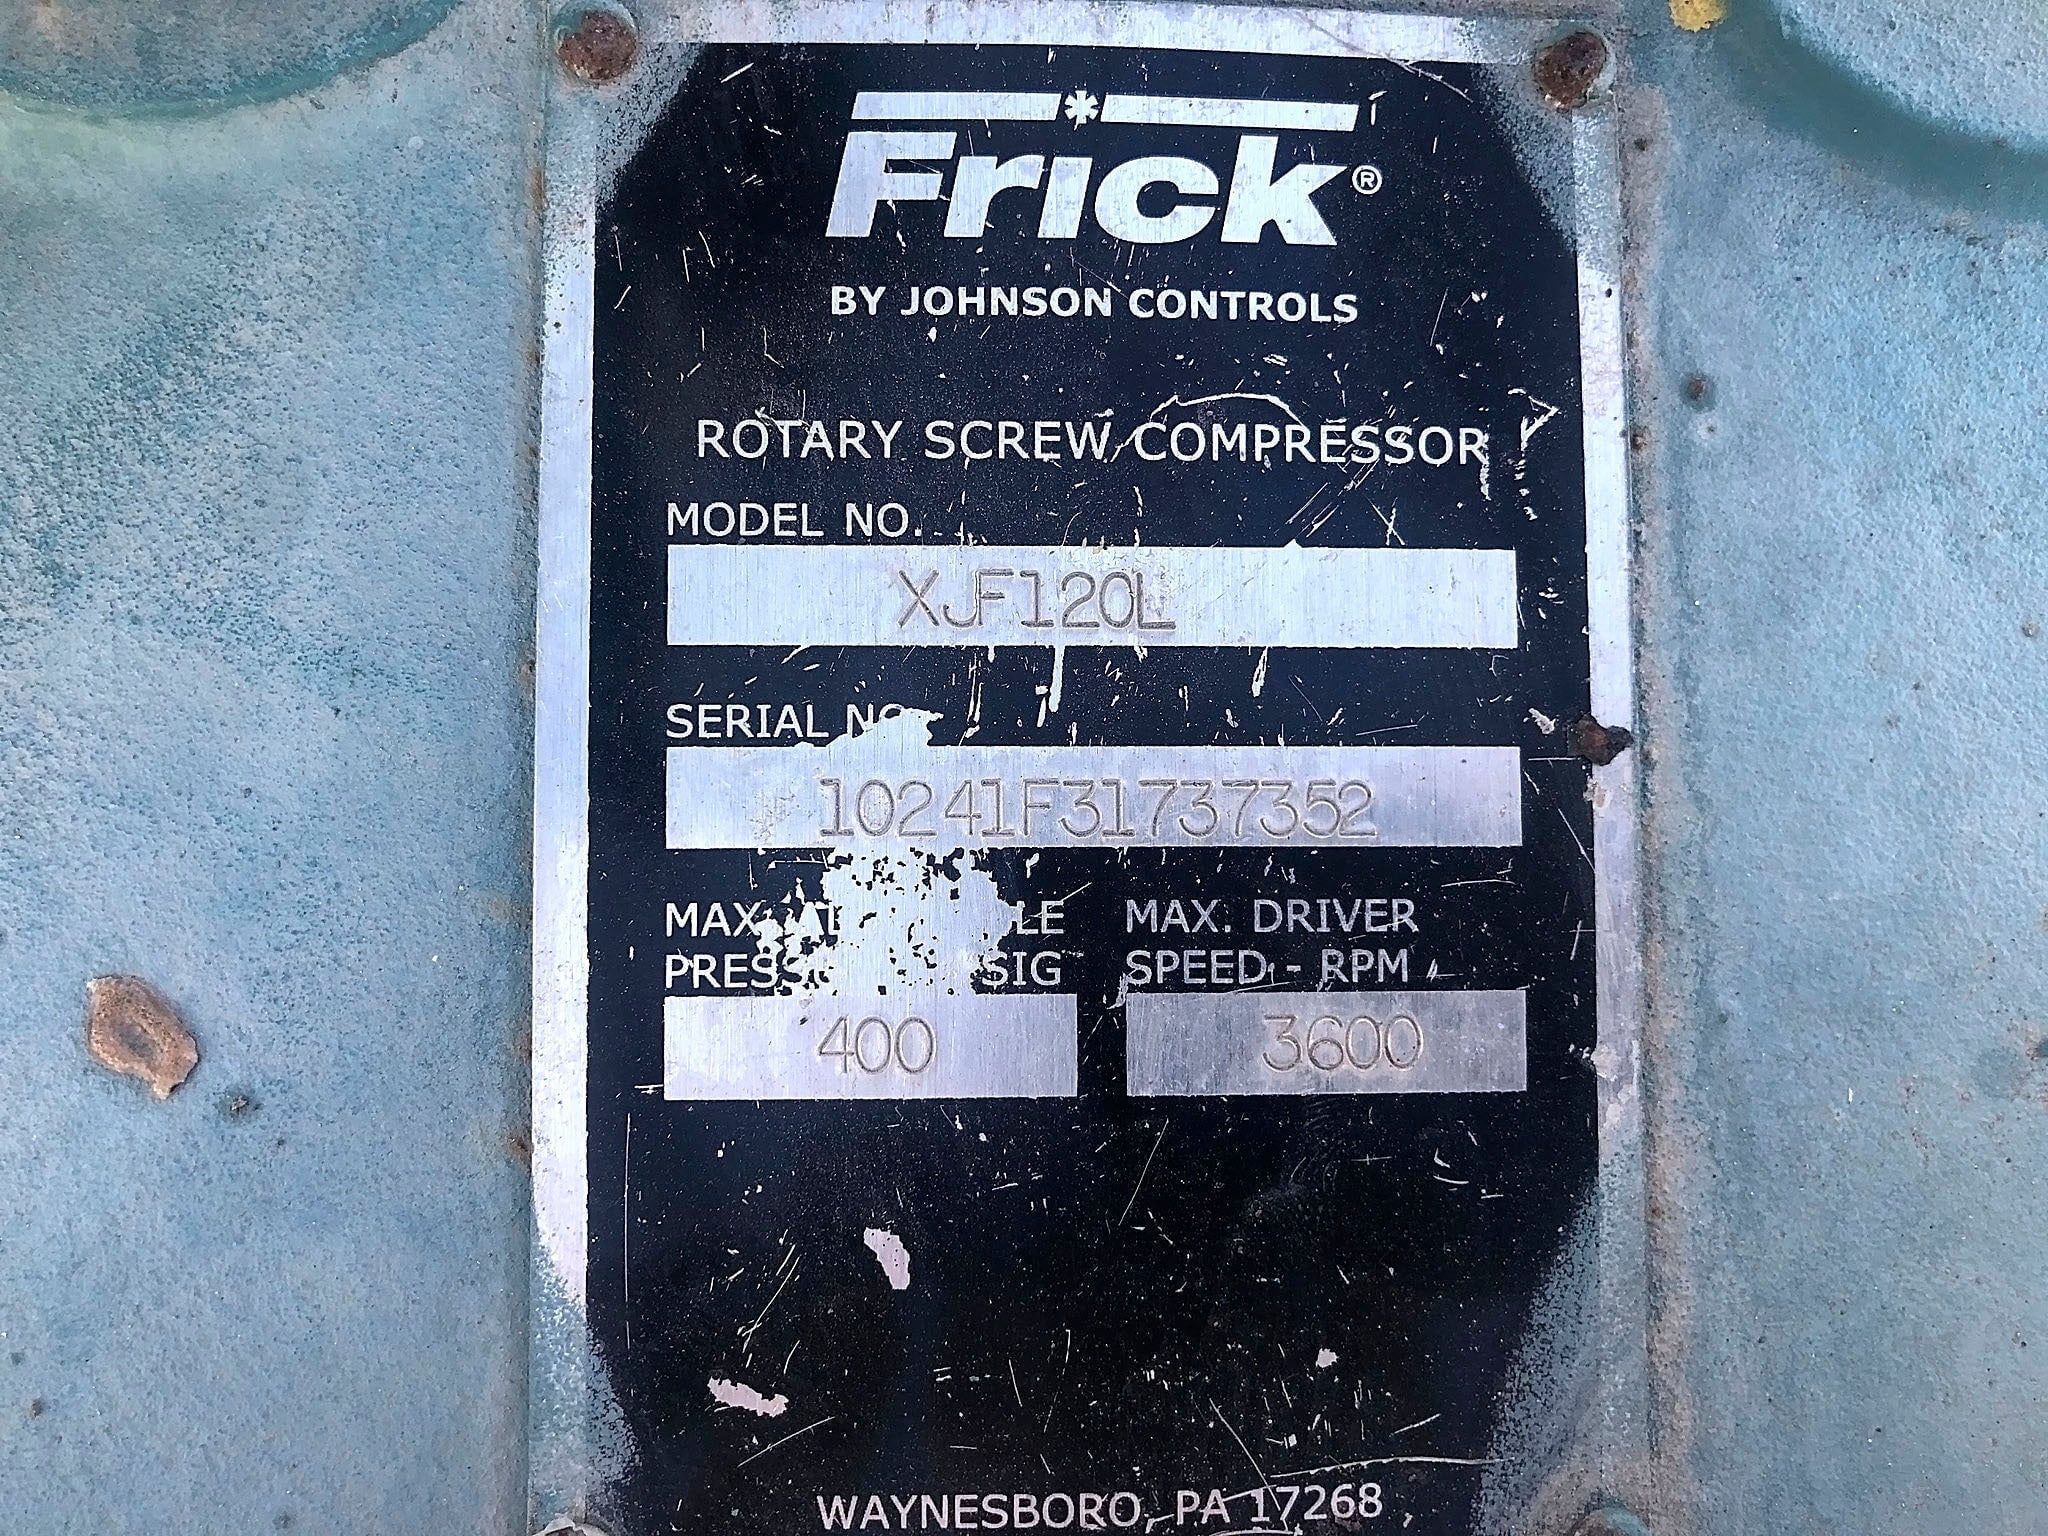 Frick®
BY JOHNSON CONTROLS
ROTARY SCREW COMPRESSOR
MODEL NO.
XJF120L
SERIAL NO.
10241F31737352
MAX. MAX. DRIVER
SPEED - RPM
400 3600
WAYNESBORO, PA 17268